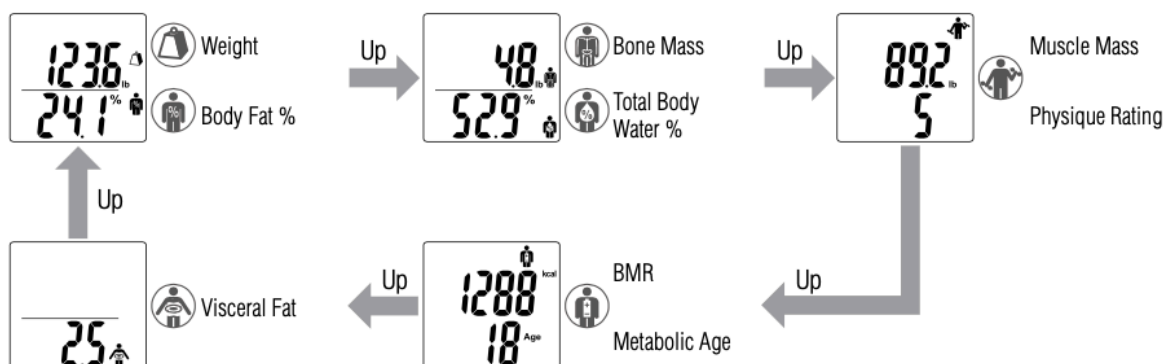 123.6 lb
Weight
24.1 %
Body Fat %
Up
4.8 lb
Bone Mass
52.9 %
Total Body
Water %
Up
89.2 lb
Muscle Mass
5
Physique Rating
Up
1288 kcal
BMR
18 Age
Metabolic Age
Up
2.5
Visceral Fat
Up